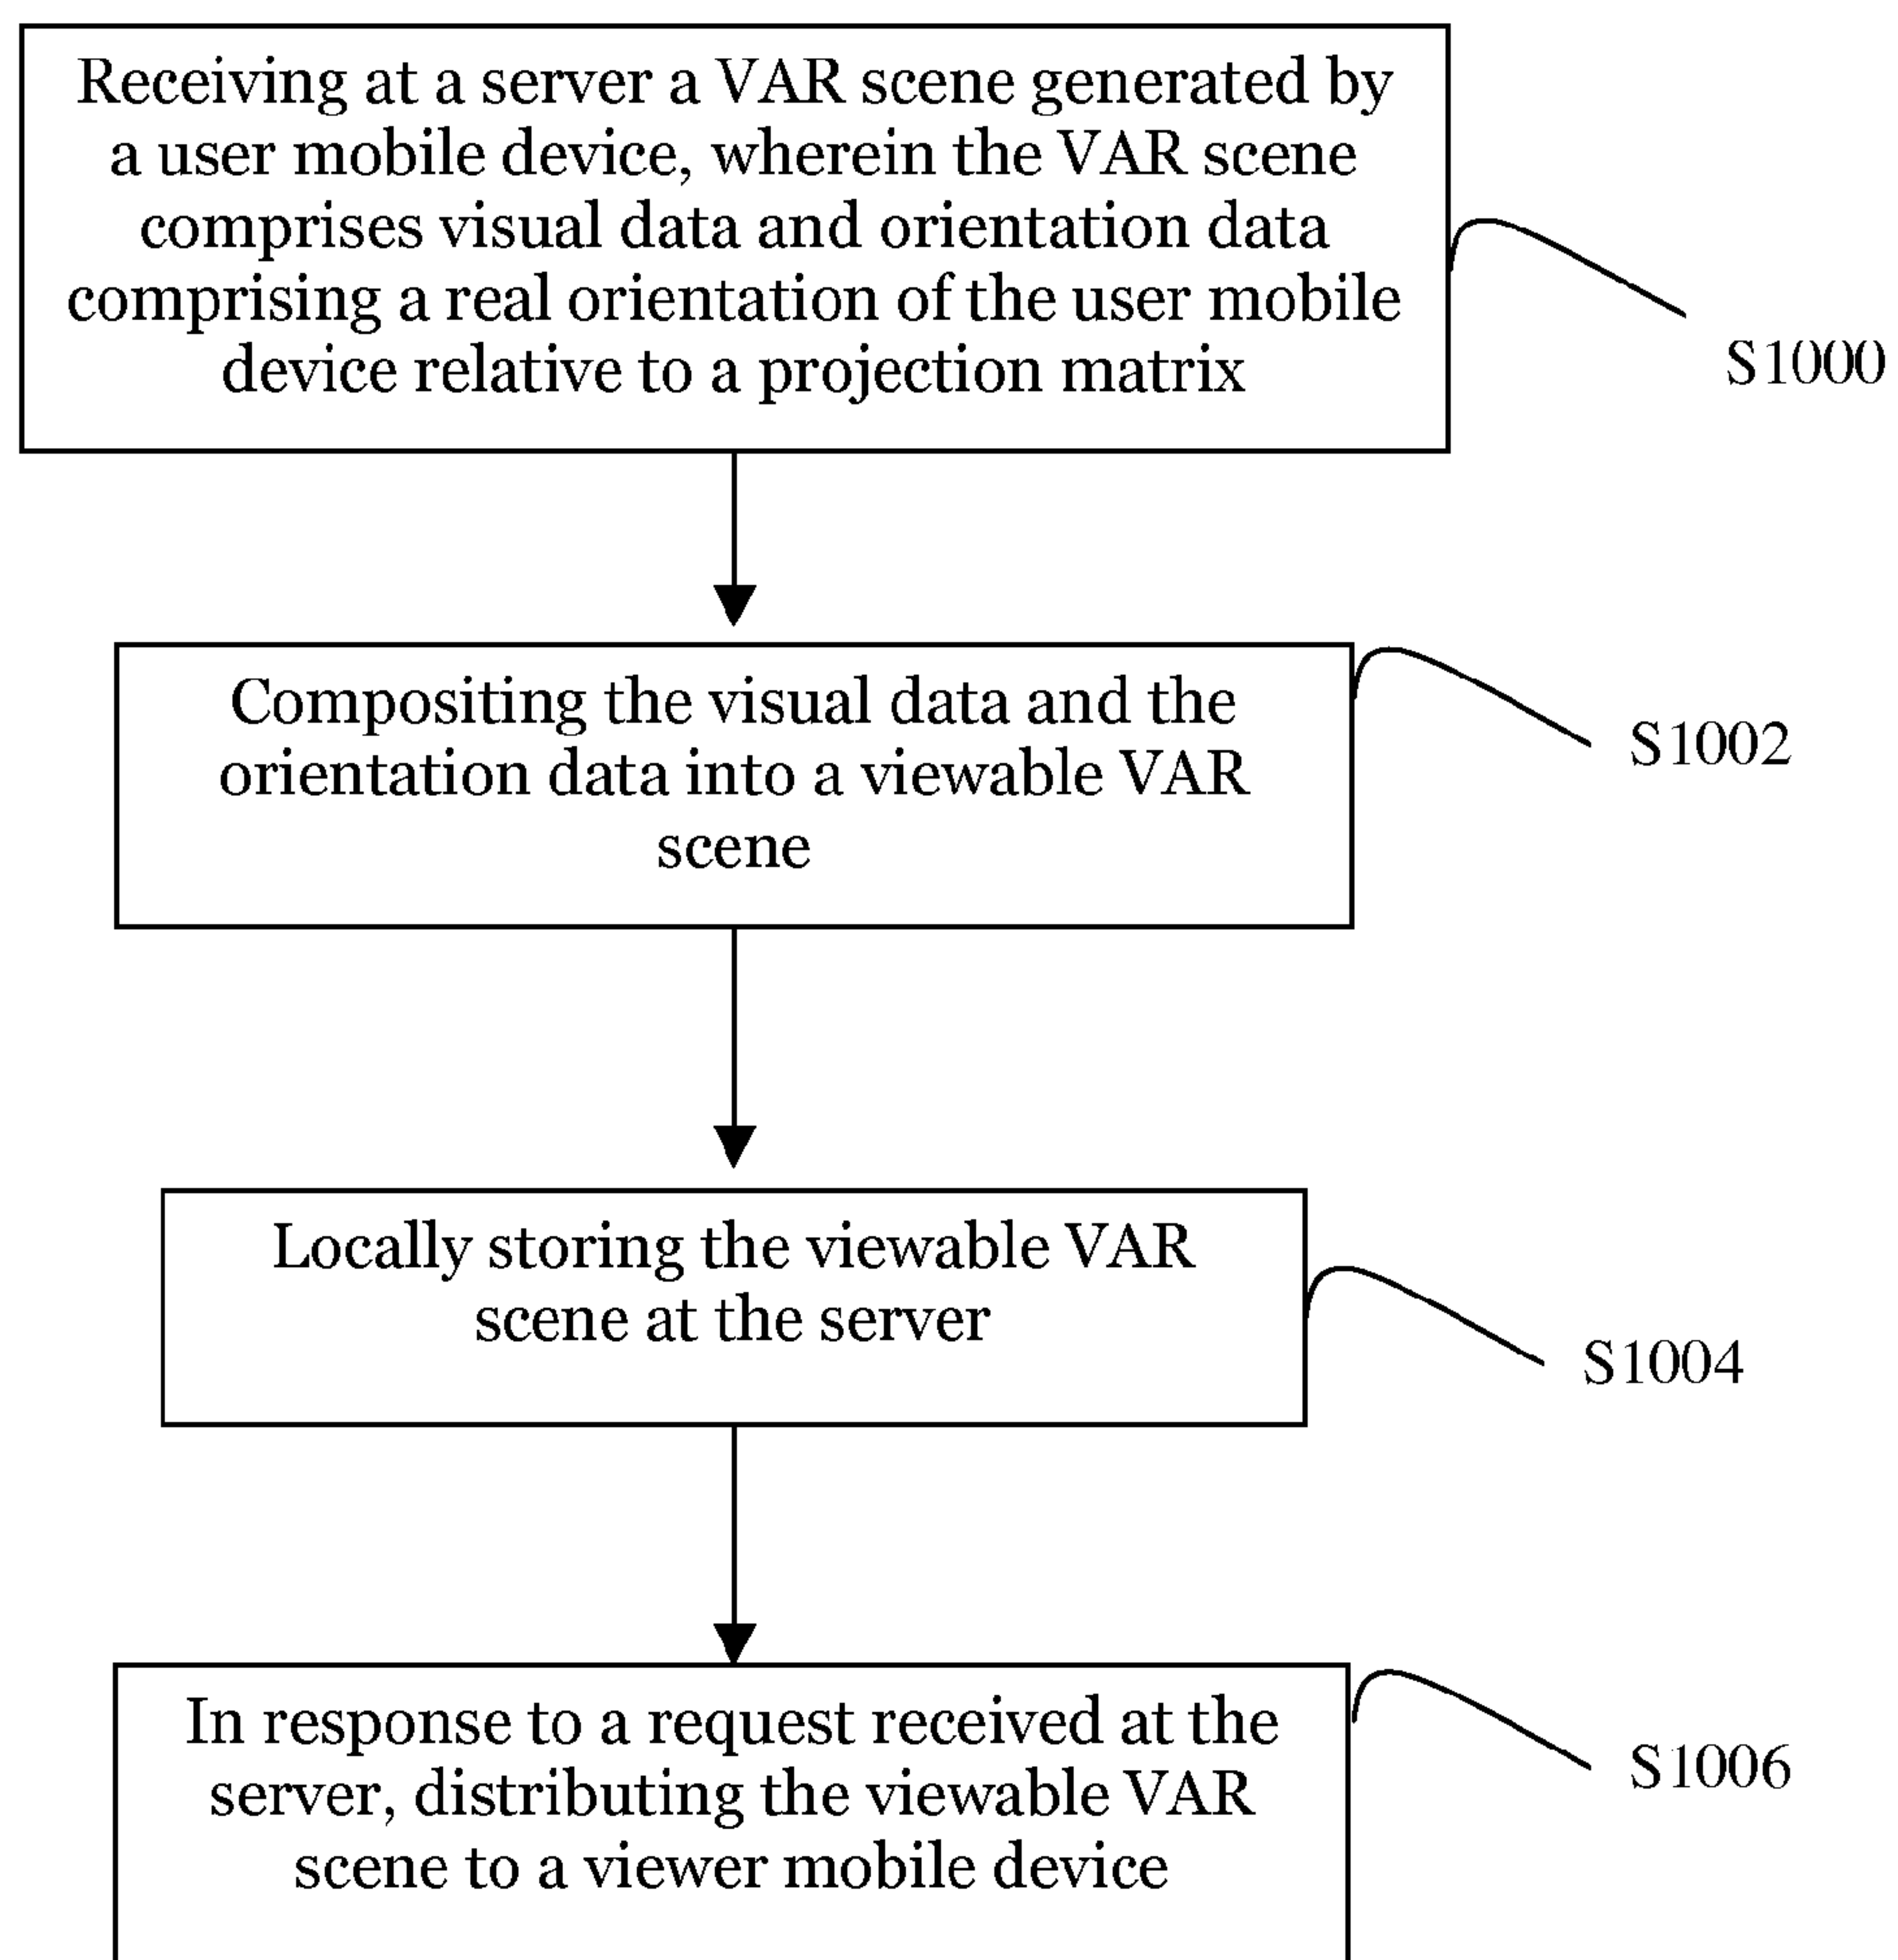 Receiving at a server a VAR scene generated by
a user mobile device, wherein the VAR scene
comprises visual data and orientation data
comprising a real orientation of the user mobile
device relative to a projection matrix
S1000
Compositing the visual data and the
orientation data into a viewable VAR
scene
S1002
Locally storing the viewable VAR
scene at the server
S1004
In response to a request received at the
server, distributing the viewable VAR
scene to a viewer mobile device
S1006